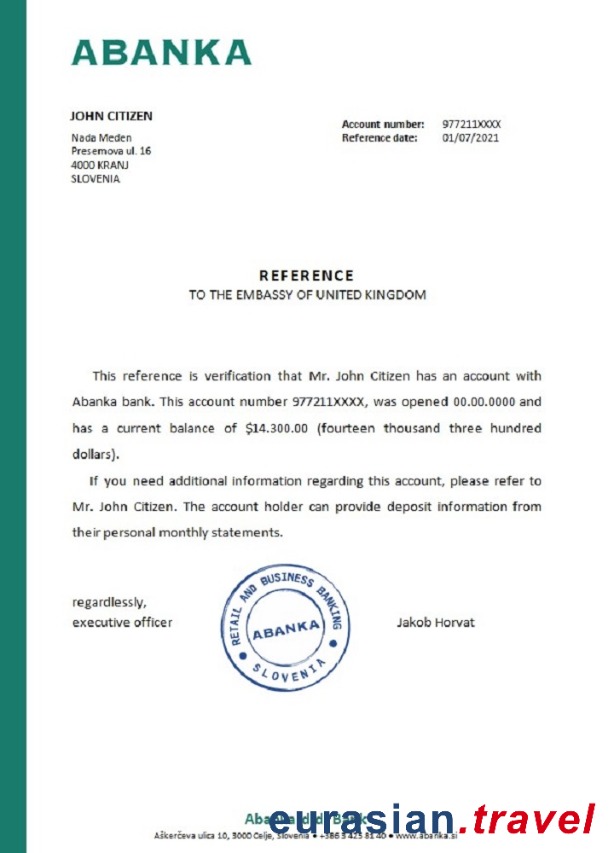 ABANKA
JOHN CITIZEN
Nada Meden
Presemova ul. 16
4000 KRANJ
SLOVENIA
Account number: 977211XXXX
Reference date: 01/07/2021
REFERENCE
TO THE EMBASSY OF UNITED KINGDOM
This reference is verification that Mr. John Citizen has an account with
Abanka bank. This account number 977211XXXX, was opened 00.00.0000 and
has a current balance of $14.300.00 (fourteen thousand three hundred
dollars).
If you need additional information regarding this account, please refer to
Mr. John Citizen. The account holder can provide deposit information from
their personal monthly statements.
regardlessly,
executive officer
RETAIL AND BUSINESS BANKING
ABANKA
SLOVENIA
Jakob Horvat
eurasian.travel
Aškerčeva ulica 10, 3000 Celje, Slovenia • +386 3 425 81 40 • www.abanka.si